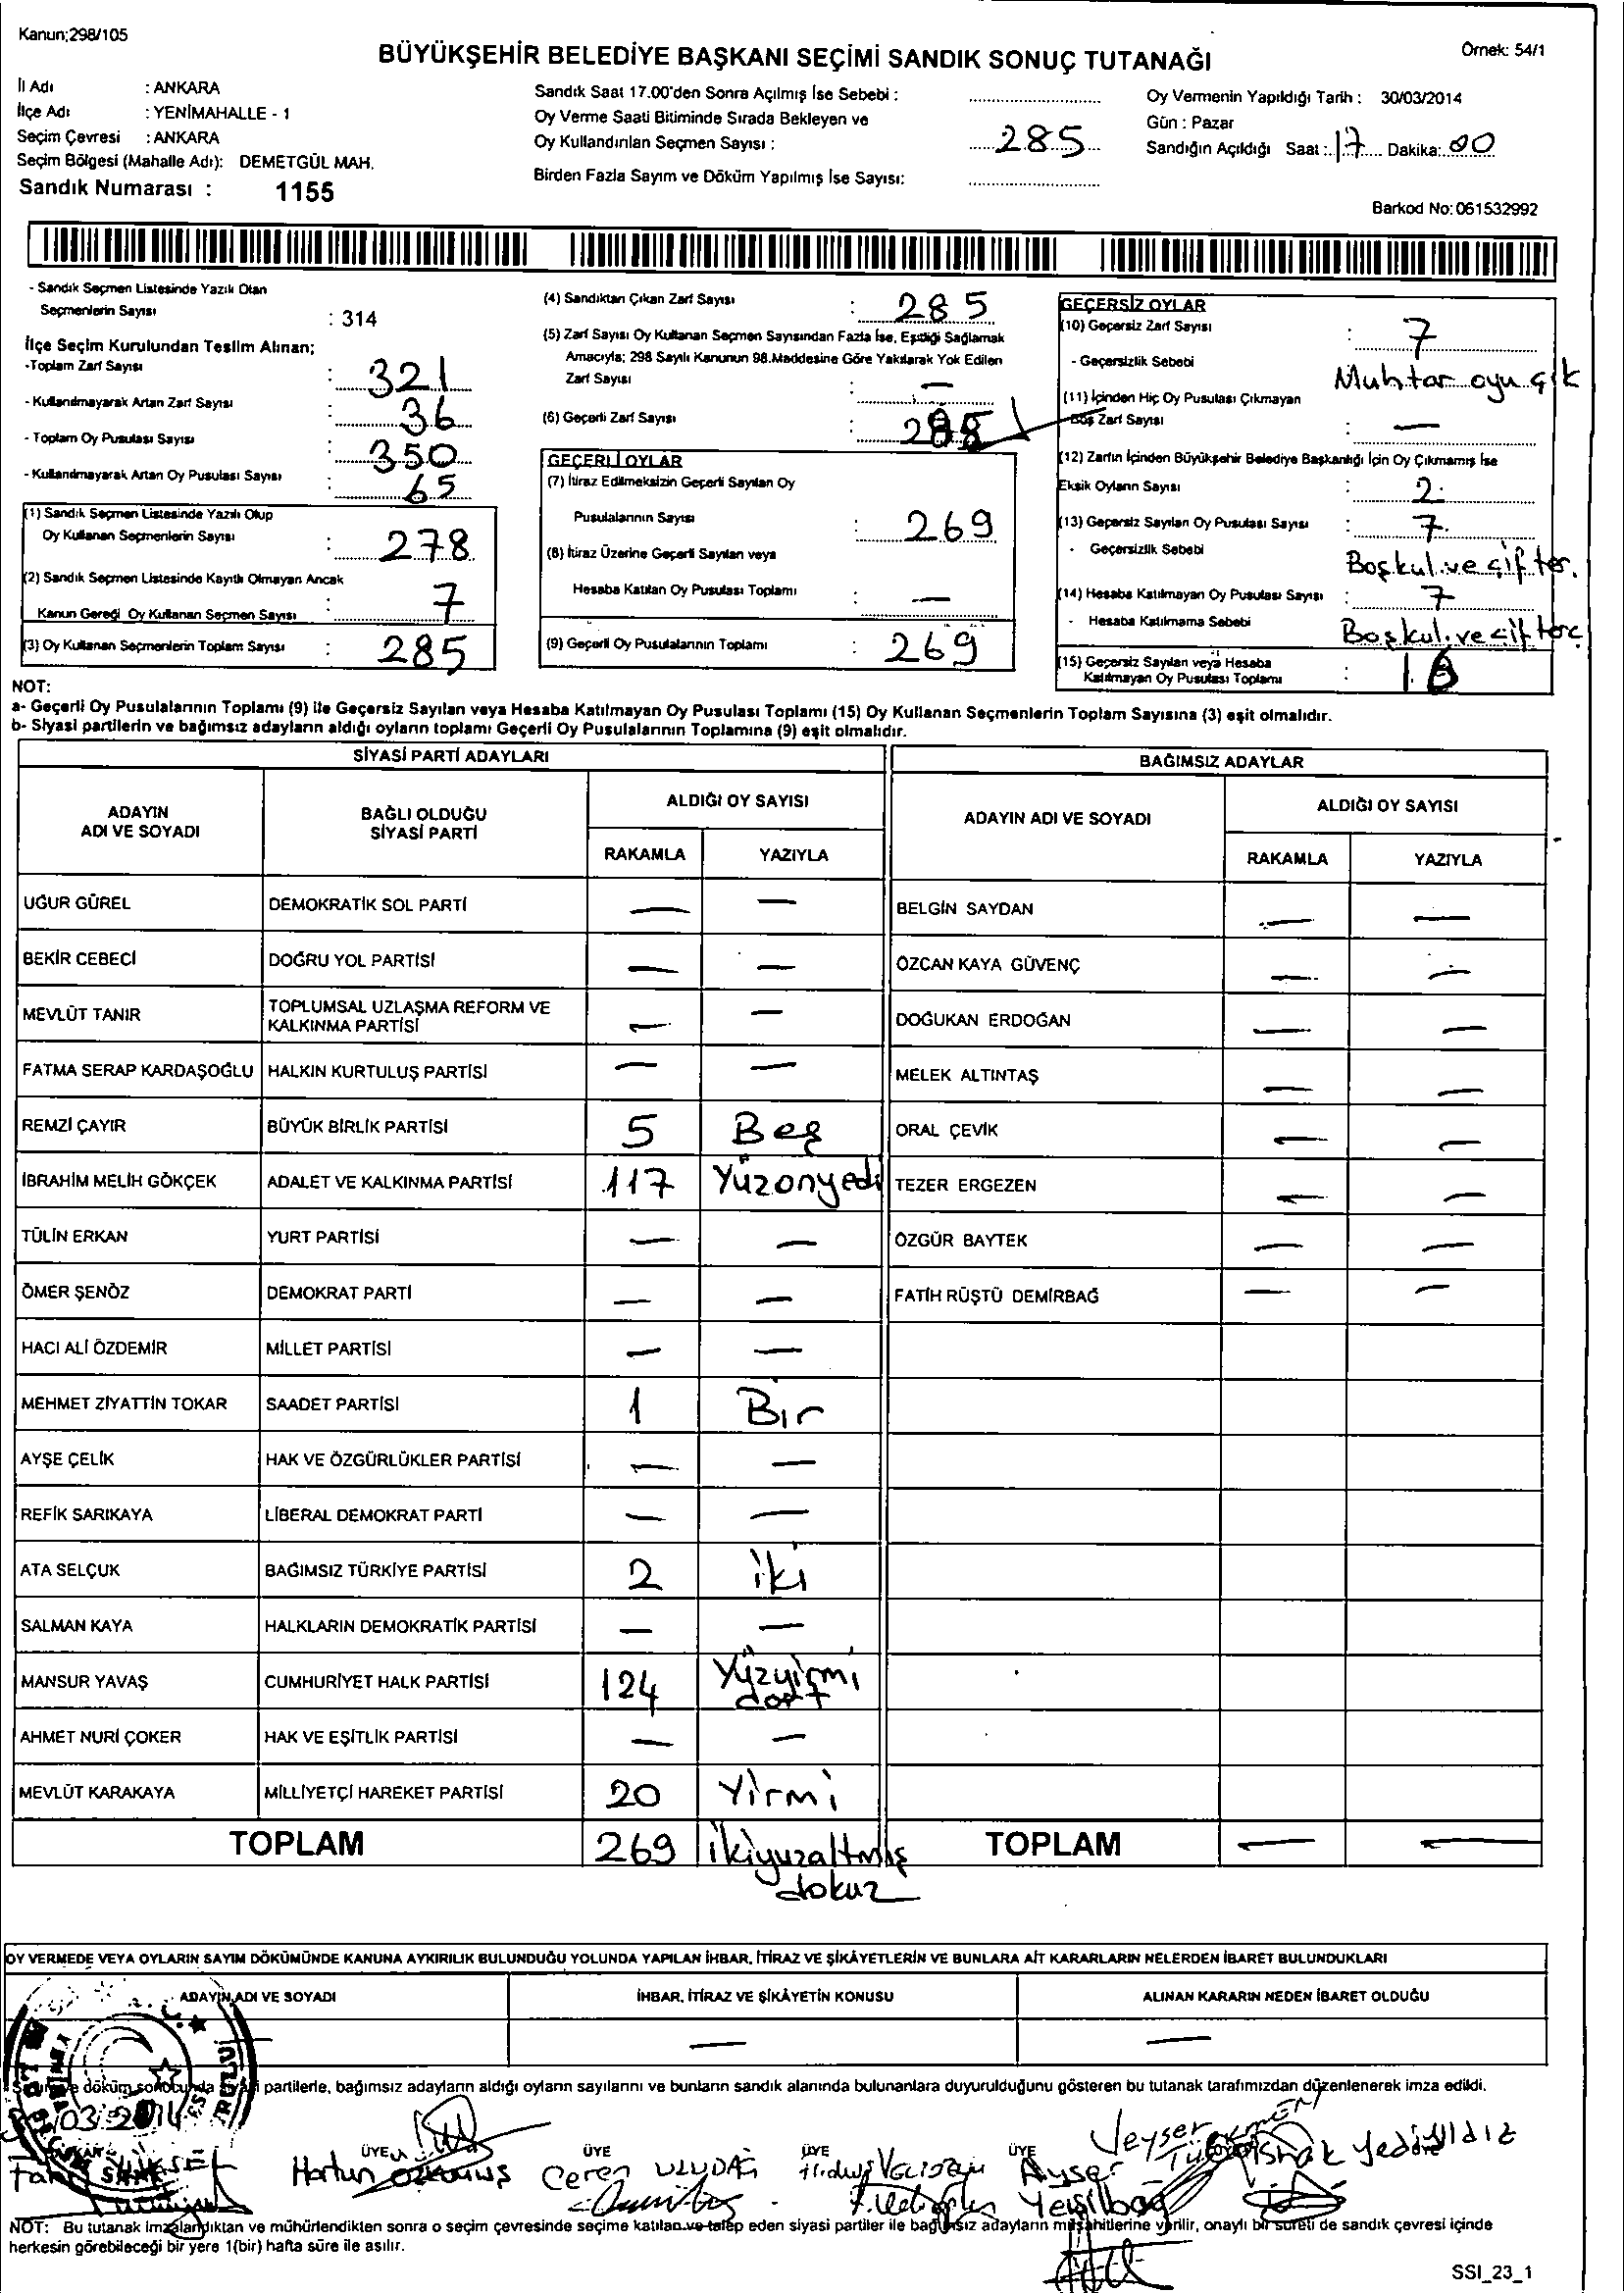 Kanun;298/105
BÜYÜKŞEHİR BELEDİYE BAŞKANI SEÇİMİ SANDIK SONUÇ TUTANAĞI
Örnek: 54/1
İl Adı : ANKARA
İlçe Adı : YENİMAHALLE - 1
Seçim Çevresi : ANKARA
Seçim Bölgesi (Mahalle Adı): DEMETGÜL MAH.
Sandık Numarası : 1155
Sandık Saat 17.00'den Sonra Açılmış İse Sebebi :
Oy Verme Saati Bitiminde Sırada Bekleyen ve
Oy Kullandırılan Seçmen Sayısı : 285
Birden Fazla Sayım ve Döküm Yapılmış İse Sayısı:
Oy Vermenin Yapıldığı Tarih : 30/03/2014
Gün : Pazar
Sandığın Açıldığı Saat : 17 Dakika: 00
Barkod No: 061532992
- Sandık Seçmen Listesinde Yazılı Olan
Seçmenlerin Sayısı : 314
İlçe Seçim Kurulundan Teslim Alınan;
-Toplam Zarf Sayısı : 321
- Kullanılmayarak Artan Zarf Sayısı : 36
- Toplam Oy Pusulası Sayısı : 350
- Kullanılmayarak Artan Oy Pusulası Sayısı : 65
(1) Sandık Seçmen Listesinde Yazılı Olup
Oy Kullanan Seçmenlerin Sayısı : 278
(2) Sandık Seçmen Listesinde Kayıtlı Olmayan Ancak
Kanun Gereği Oy Kullanan Seçmen Sayısı : 7
(3) Oy Kullanan Seçmenlerin Toplam Sayısı : 285
(4) Sandıktan Çıkan Zarf Sayısı : 285
(5) Zarf Sayısı Oy Kullanan Seçmen Sayısından Fazla İse, Eşitliği Sağlamak
Amacıyla; 298 Sayılı Kanunun 98.Maddesine Göre Yakılarak Yok Edilen
Zarf Sayısı : —
(6) Geçerli Zarf Sayısı : 285
GEÇERLİ OYLAR
(7) İtiraz Edilmeksizin Geçerli Sayılan Oy
Pusulalarının Sayısı : 269
(8) İtiraz Üzerine Geçerli Sayılan veya
Hesaba Katılan Oy Pusulası Toplamı : —
(9) Geçerli Oy Pusulalarının Toplamı : 269
GEÇERSİZ OYLAR
(10) Geçersiz Zarf Sayısı : 7
- Geçersizlik Sebebi Muhtar oyu çık
(11) İçinden Hiç Oy Pusulası Çıkmayan
Boş Zarf Sayısı : —
(12) Zarfın İçinden Büyükşehir Belediye Başkanlığı İçin Oy Çıkmamış İse
Eksik Oyların Sayısı : 2
(13) Geçersiz Sayılan Oy Pusulası Sayısı : 7
- Geçersizlik Sebebi Boşkul.ve çif ter.
(14) Hesaba Katılmayan Oy Pusulası Sayısı : 7
- Hesaba Katılmama Sebebi Boşkul.ve çif terc
(15) Geçersiz Sayılan veya Hesaba
Katılmayan Oy Pusulası Toplamı : 16
NOT:
a- Geçerli Oy Pusulalarının Toplamı (9) ile Geçersiz Sayılan veya Hesaba Katılmayan Oy Pusulası Toplamı (15) Oy Kullanan Seçmenlerin Toplam Sayısına (3) eşit olmalıdır.
b- Siyasi partilerin ve bağımsız adayların aldığı oyların toplamı Geçerli Oy Pusulalarının Toplamına (9) eşit olmalıdır.
SİYASİ PARTİ ADAYLARI
ADAYIN ADI VE SOYADI BAĞLI OLDUĞU SİYASİ PARTİ ALDIĞI OY SAYISI
RAKAMLA YAZIYLA
UĞUR GÜREL DEMOKRATİK SOL PARTİ — —
BEKİR CEBECİ DOĞRU YOL PARTİSİ — —
MEVLÜT TANIR TOPLUMSAL UZLAŞMA REFORM VE KALKINMA PARTİSİ — —
FATMA SERAP KARDAŞOĞLU HALKIN KURTULUŞ PARTİSİ — —
REMZİ ÇAYIR BÜYÜK BİRLİK PARTİSİ 5 Beş
İBRAHİM MELİH GÖKÇEK ADALET VE KALKINMA PARTİSİ 117 Yüzonyedi
TÜLİN ERKAN YURT PARTİSİ — —
ÖMER ŞENÖZ DEMOKRAT PARTİ — —
HACI ALİ ÖZDEMİR MİLLET PARTİSİ — —
MEHMET ZİYATTİN TOKAR SAADET PARTİSİ 1 Bir
AYŞE ÇELİK HAK VE ÖZGÜRLÜKLER PARTİSİ — —
REFİK SARIKAYA LİBERAL DEMOKRAT PARTİ — —
ATA SELÇUK BAĞIMSIZ TÜRKİYE PARTİSİ 2 iki
SALMAN KAYA HALKLARIN DEMOKRATİK PARTİSİ — —
MANSUR YAVAŞ CUMHURİYET HALK PARTİSİ 124 Yüzyirmi dört
AHMET NURİ ÇOKER HAK VE EŞİTLİK PARTİSİ — —
MEVLÜT KARAKAYA MİLLİYETÇİ HAREKET PARTİSİ 20 Yirmi
TOPLAM 269 ikiyuzaltmış dokuz
BAĞIMSIZ ADAYLAR
ADAYIN ADI VE SOYADI ALDIĞI OY SAYISI
RAKAMLA YAZIYLA
BELGİN SAYDAN — —
ÖZCAN KAYA GÜVENÇ — —
DOĞUKAN ERDOĞAN — —
MELEK ALTINTAŞ — —
ORAL ÇEVİK — —
TEZER ERGEZEN — —
ÖZGÜR BAYTEK — —
FATİH RÜŞTÜ DEMİRBAĞ — —
TOPLAM — —
OY VERMEDE VEYA OYLARIN SAYIM DÖKÜMÜNDE KANUNA AYKIRILIK BULUNDUĞU YOLUNDA YAPILAN İHBAR, İTİRAZ VE ŞİKÂYETLERİN VE BUNLARA AİT KARARLARIN NELERDEN İBARET BULUNDUKLARI
ADAYIN ADI VE SOYADI İHBAR, İTİRAZ VE ŞİKÂYETİN KONUSU ALINAN KARARIN NEDEN İBARET OLDUĞU
— — —
döküm sonucunda siyasi partilerle, bağımsız adayların aldığı oyların sayılarını ve bunların sandık alanında bulunanlara duyurulduğunu gösteren bu tutanak tarafımızdan düzenlenerek imza edildi.
03/2014
ÜYE ÜYE ÜYE ÜYE
Ceren ULUDAĞ
Ayser Yeşilbağ
Veyser
İshak Yediyıldız
NOT: Bu tutanak imzalandıktan ve mühürlendikten sonra o seçim çevresinde seçime katılan ve talep eden siyasi partiler ile bağımsız adayların müşahitlerine verilir, onaylı bir sureti de sandık çevresi içinde
herkesin görebileceği bir yere 1(bir) hafta süre ile asılır.
SSI_23_1